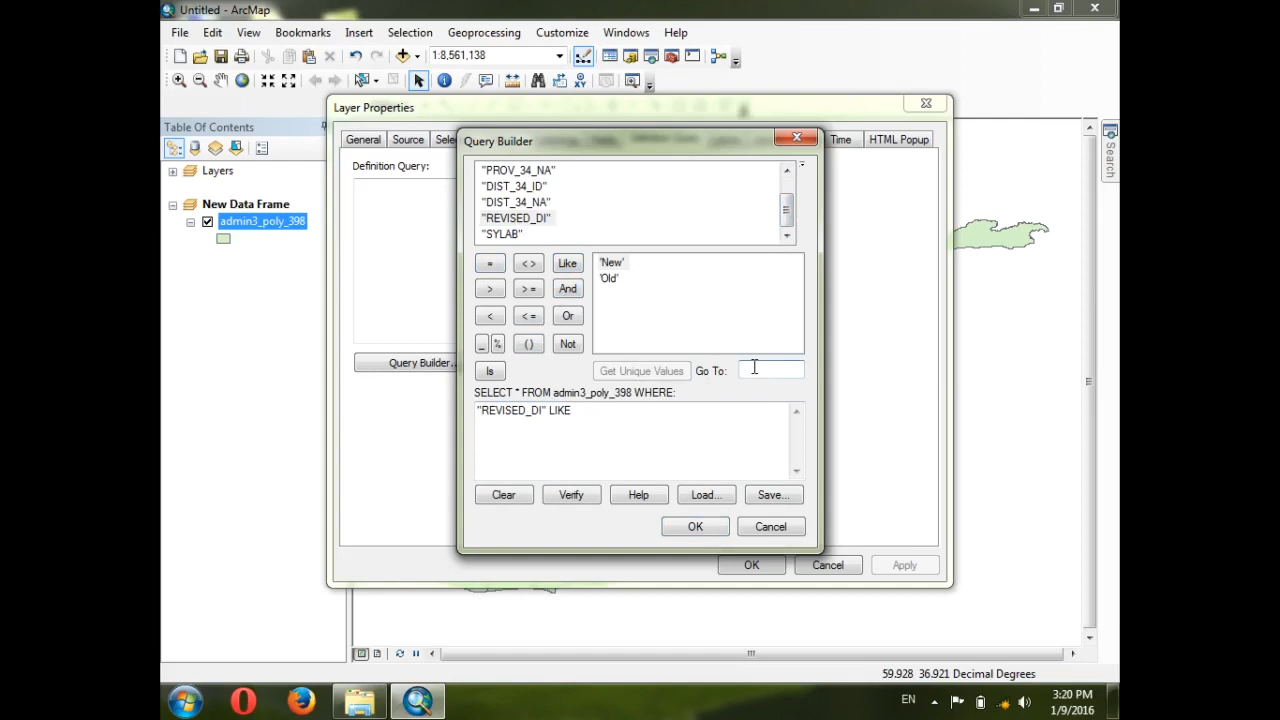 Untitled - ArcMap
File Edit View Bookmarks Insert Selection Geoprocessing Customize Windows Help
1:8,561,138
Layer Properties
Table Of Contents
General Source Time HTML Popup
Query Builder
Definition Query:
Layers
New Data Frame
admin3_poly_398
Search
"PROV_34_NA"
"DIST_34_ID"
"DIST_34_NA"
"REVISED_DI"
"SYLAB"
= < > Like
> > = And
< < = Or
_ % ( ) Not
Is
'New'
'Old'
Query Builder...
Get Unique Values Go To:
SELECT * FROM admin3_poly_398 WHERE:
"REVISED_DI" LIKE
Clear Verify Help Load... Save...
OK Cancel
OK Cancel Apply
59.928 36.921 Decimal Degrees
EN
3:20 PM
1/9/2016